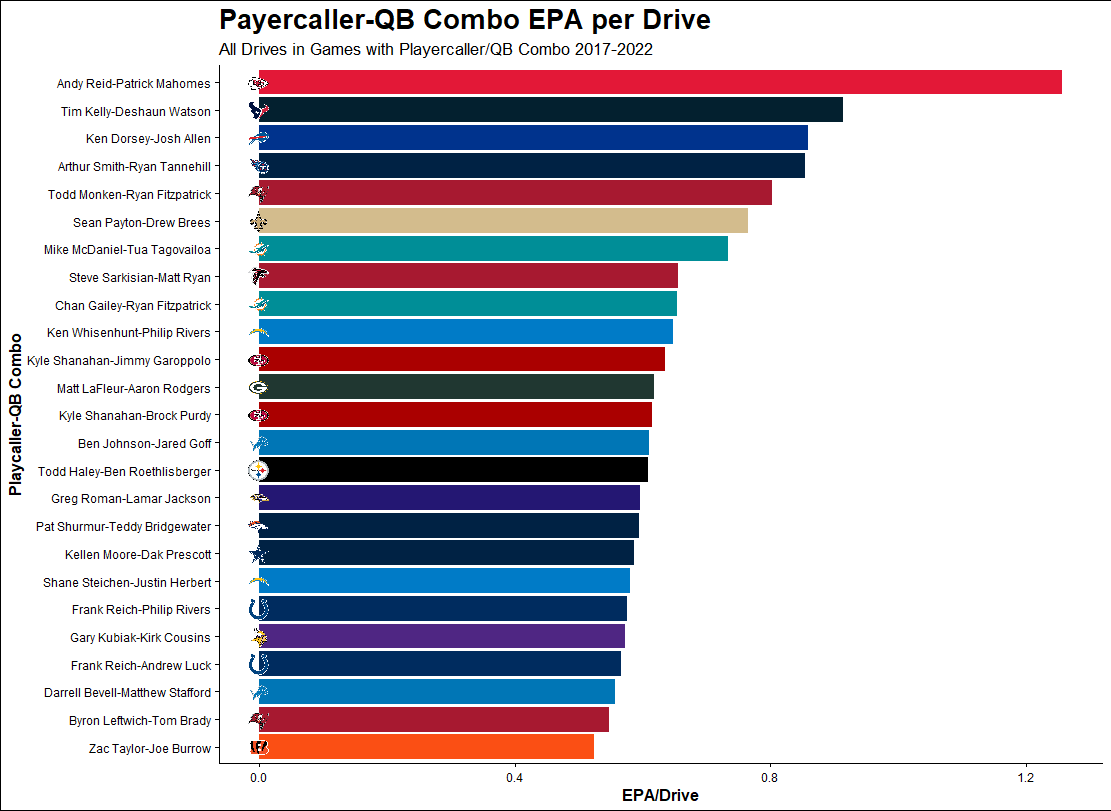 Payercaller-QB Combo EPA per Drive
All Drives in Games with Playercaller/QB Combo 2017-2022
Playcaller-QB Combo
Andy Reid-Patrick Mahomes
Tim Kelly-Deshaun Watson
Ken Dorsey-Josh Allen
Arthur Smith-Ryan Tannehill
Todd Monken-Ryan Fitzpatrick
Sean Payton-Drew Brees
Mike McDaniel-Tua Tagovailoa
Steve Sarkisian-Matt Ryan
Chan Gailey-Ryan Fitzpatrick
Ken Whisenhunt-Philip Rivers
Kyle Shanahan-Jimmy Garoppolo
Matt LaFleur-Aaron Rodgers
Kyle Shanahan-Brock Purdy
Ben Johnson-Jared Goff
Todd Haley-Ben Roethlisberger
Greg Roman-Lamar Jackson
Pat Shurmur-Teddy Bridgewater
Kellen Moore-Dak Prescott
Shane Steichen-Justin Herbert
Frank Reich-Philip Rivers
Gary Kubiak-Kirk Cousins
Frank Reich-Andrew Luck
Darrell Bevell-Matthew Stafford
Byron Leftwich-Tom Brady
Zac Taylor-Joe Burrow
0.0 0.4 0.8 1.2
EPA/Drive